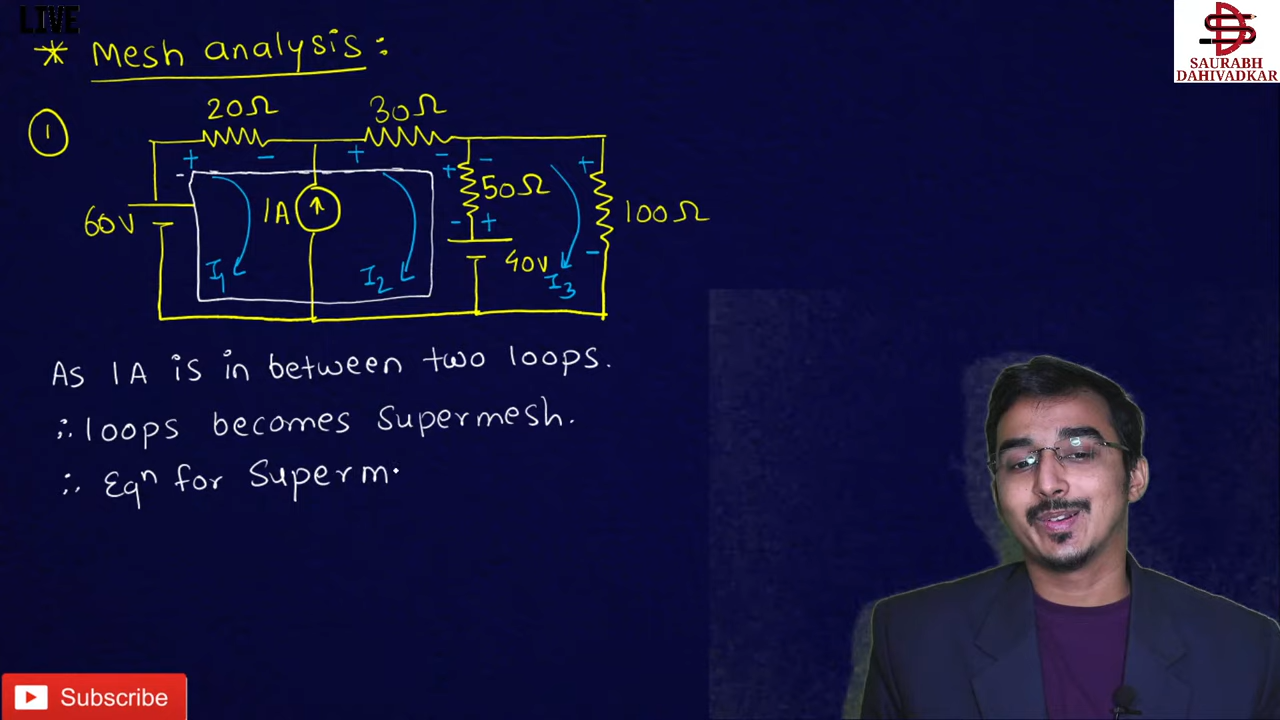 LIVE
* Mesh analysis:
SAURABH
DAHIVADKAR
1
20Ω
30Ω
+ - + - - +
+
-
60V
1A
50Ω
100Ω
- +
40V
-
I1
I2
I3
As 1A is in between two loops.
∴ loops becomes Supermesh.
∴ Eqn for Superm
Subscribe